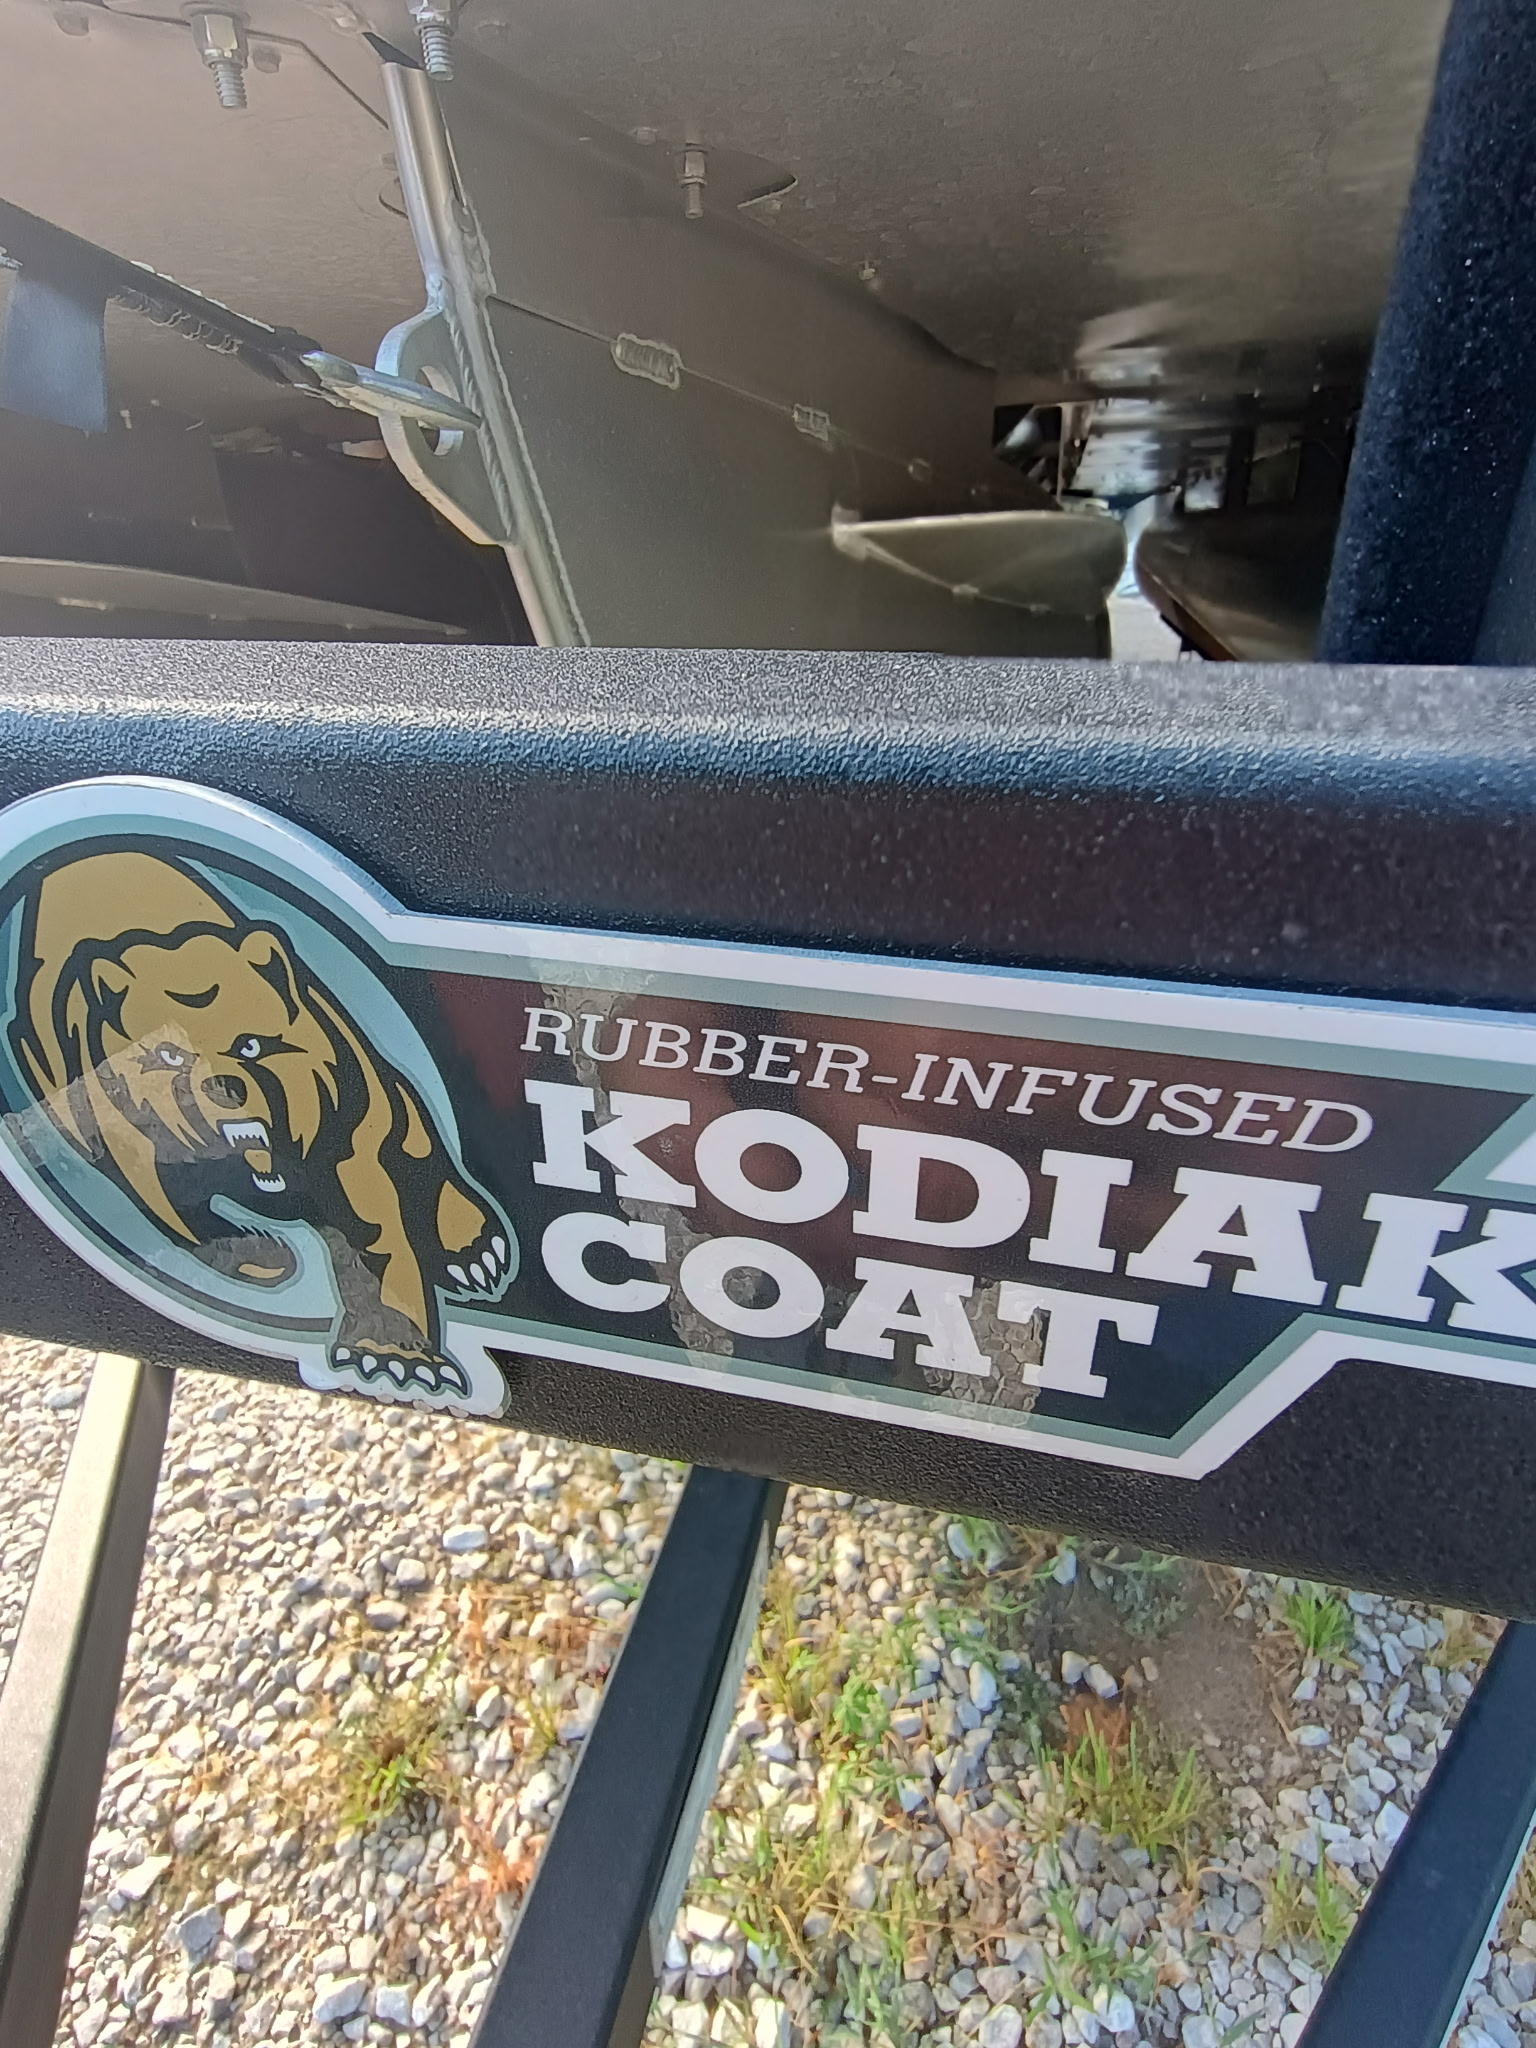 RUBBER-INFUSED
KODIAK
COAT